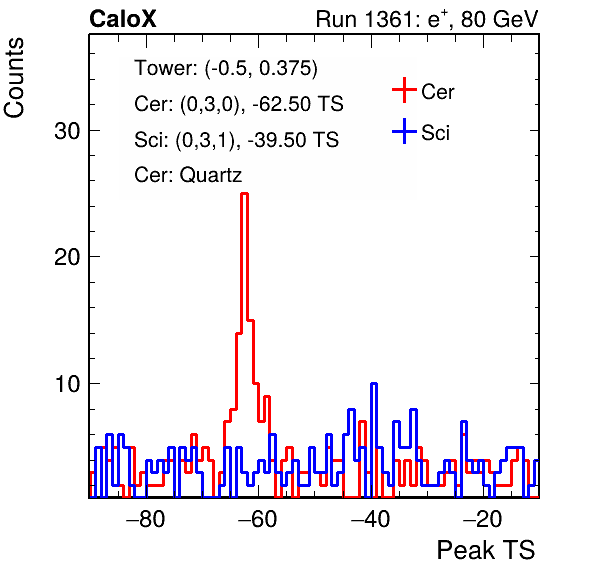 CaloX Run 1361: e⁺, 80 GeV
Counts
Tower: (-0.5, 0.375)
Cer: (0,3,0), -62.50 TS
Sci: (0,3,1), -39.50 TS
Cer: Quartz
Cer
Sci
30
20
10
−80 −60 −40 −20
Peak TS